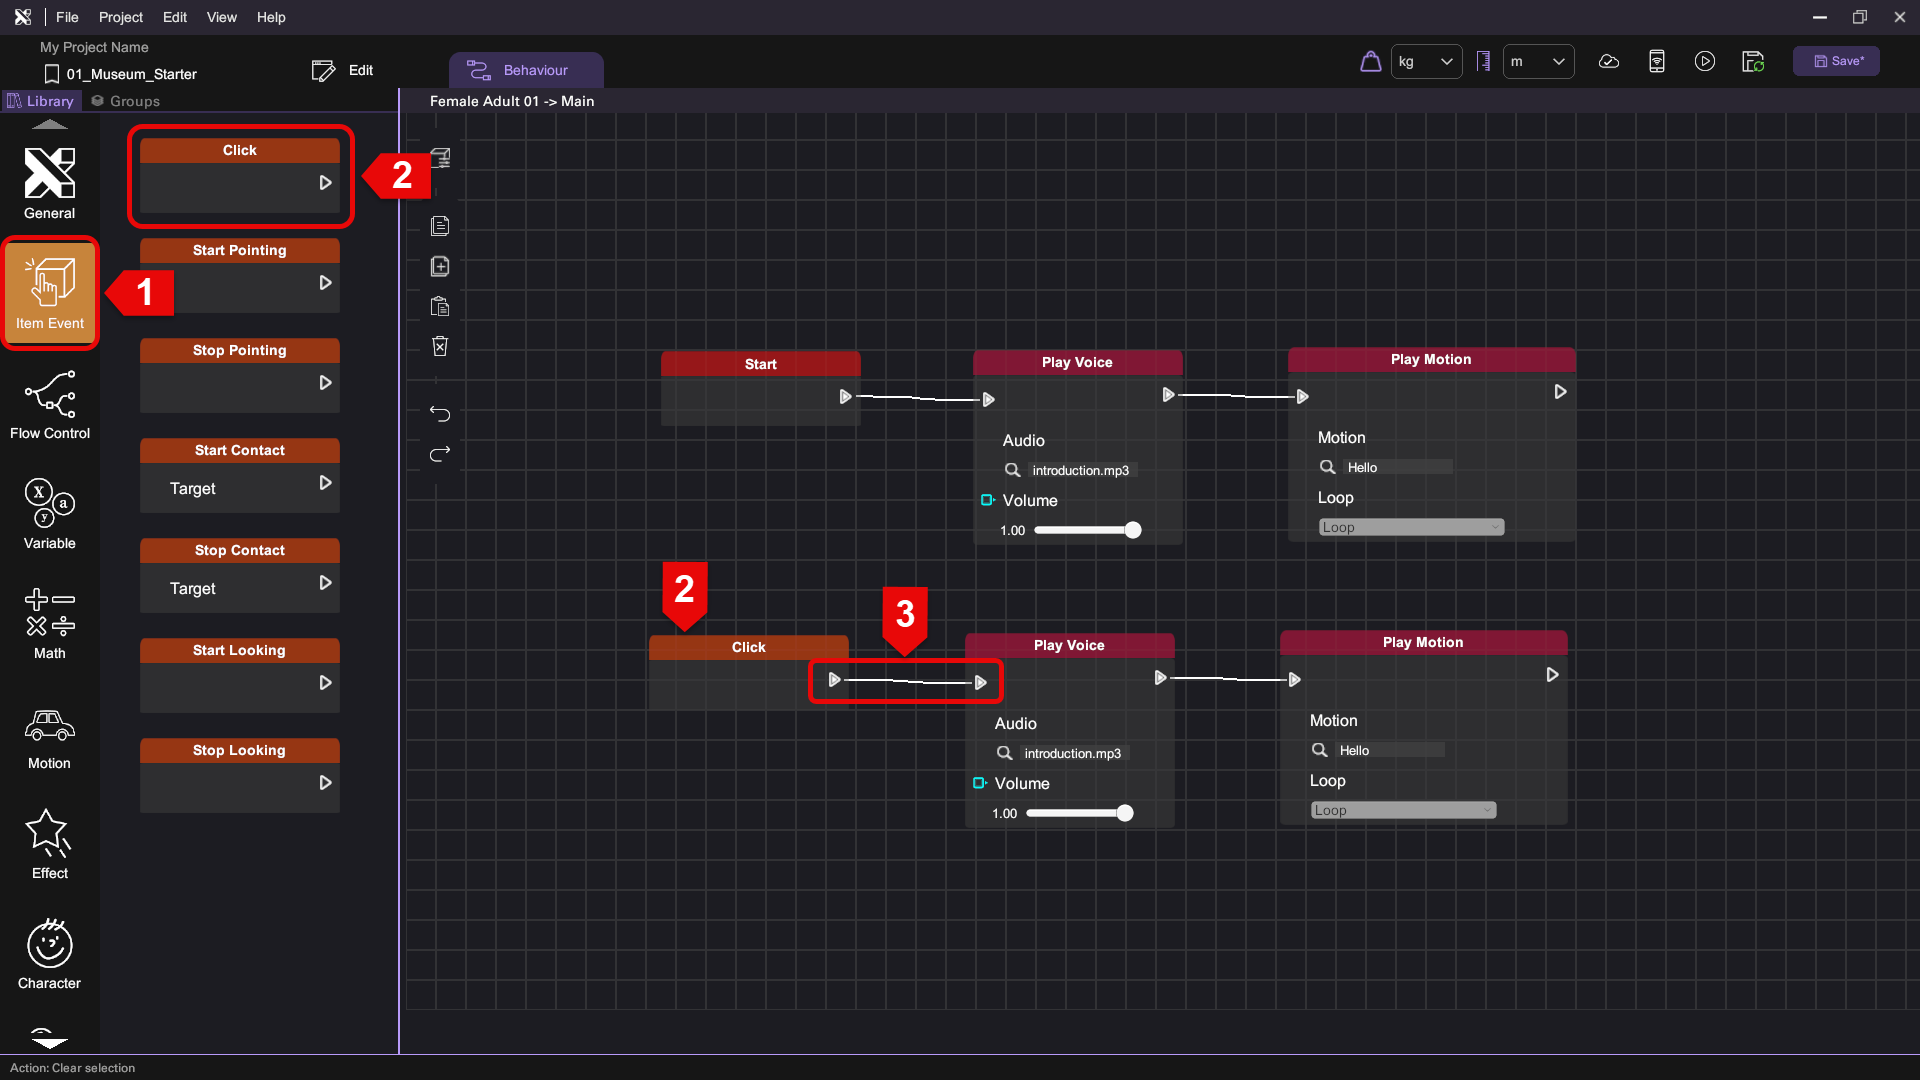 File Project Edit View Help
My Project Name
01_Museum_Starter
Edit
Behaviour
kg
m
Save*
Library
Groups
Female Adult 01 -> Main
General
Item Event
Flow Control
Variable
Math
Motion
Effect
Character
Click
Start Pointing
Stop Pointing
Start Contact
Target
Stop Contact
Target
Start Looking
Stop Looking
1
2
Start
Play Voice
Audio
introduction.mp3
Volume
1.00
Play Motion
Motion
Hello
Loop
Loop
2
3
Click
Play Voice
Audio
introduction.mp3
Volume
1.00
Play Motion
Motion
Hello
Loop
Loop
Action: Clear selection